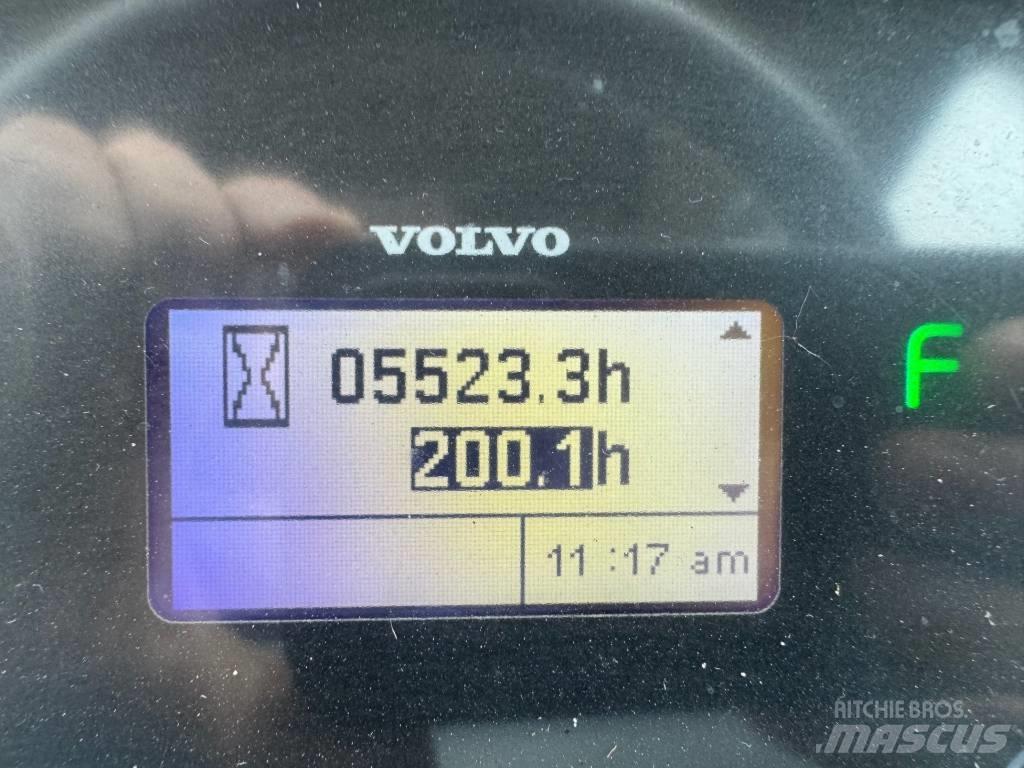 VOLVO
05523.3h
F
200.1h
11:17 am
RITCHIE BROS.
MASCUS